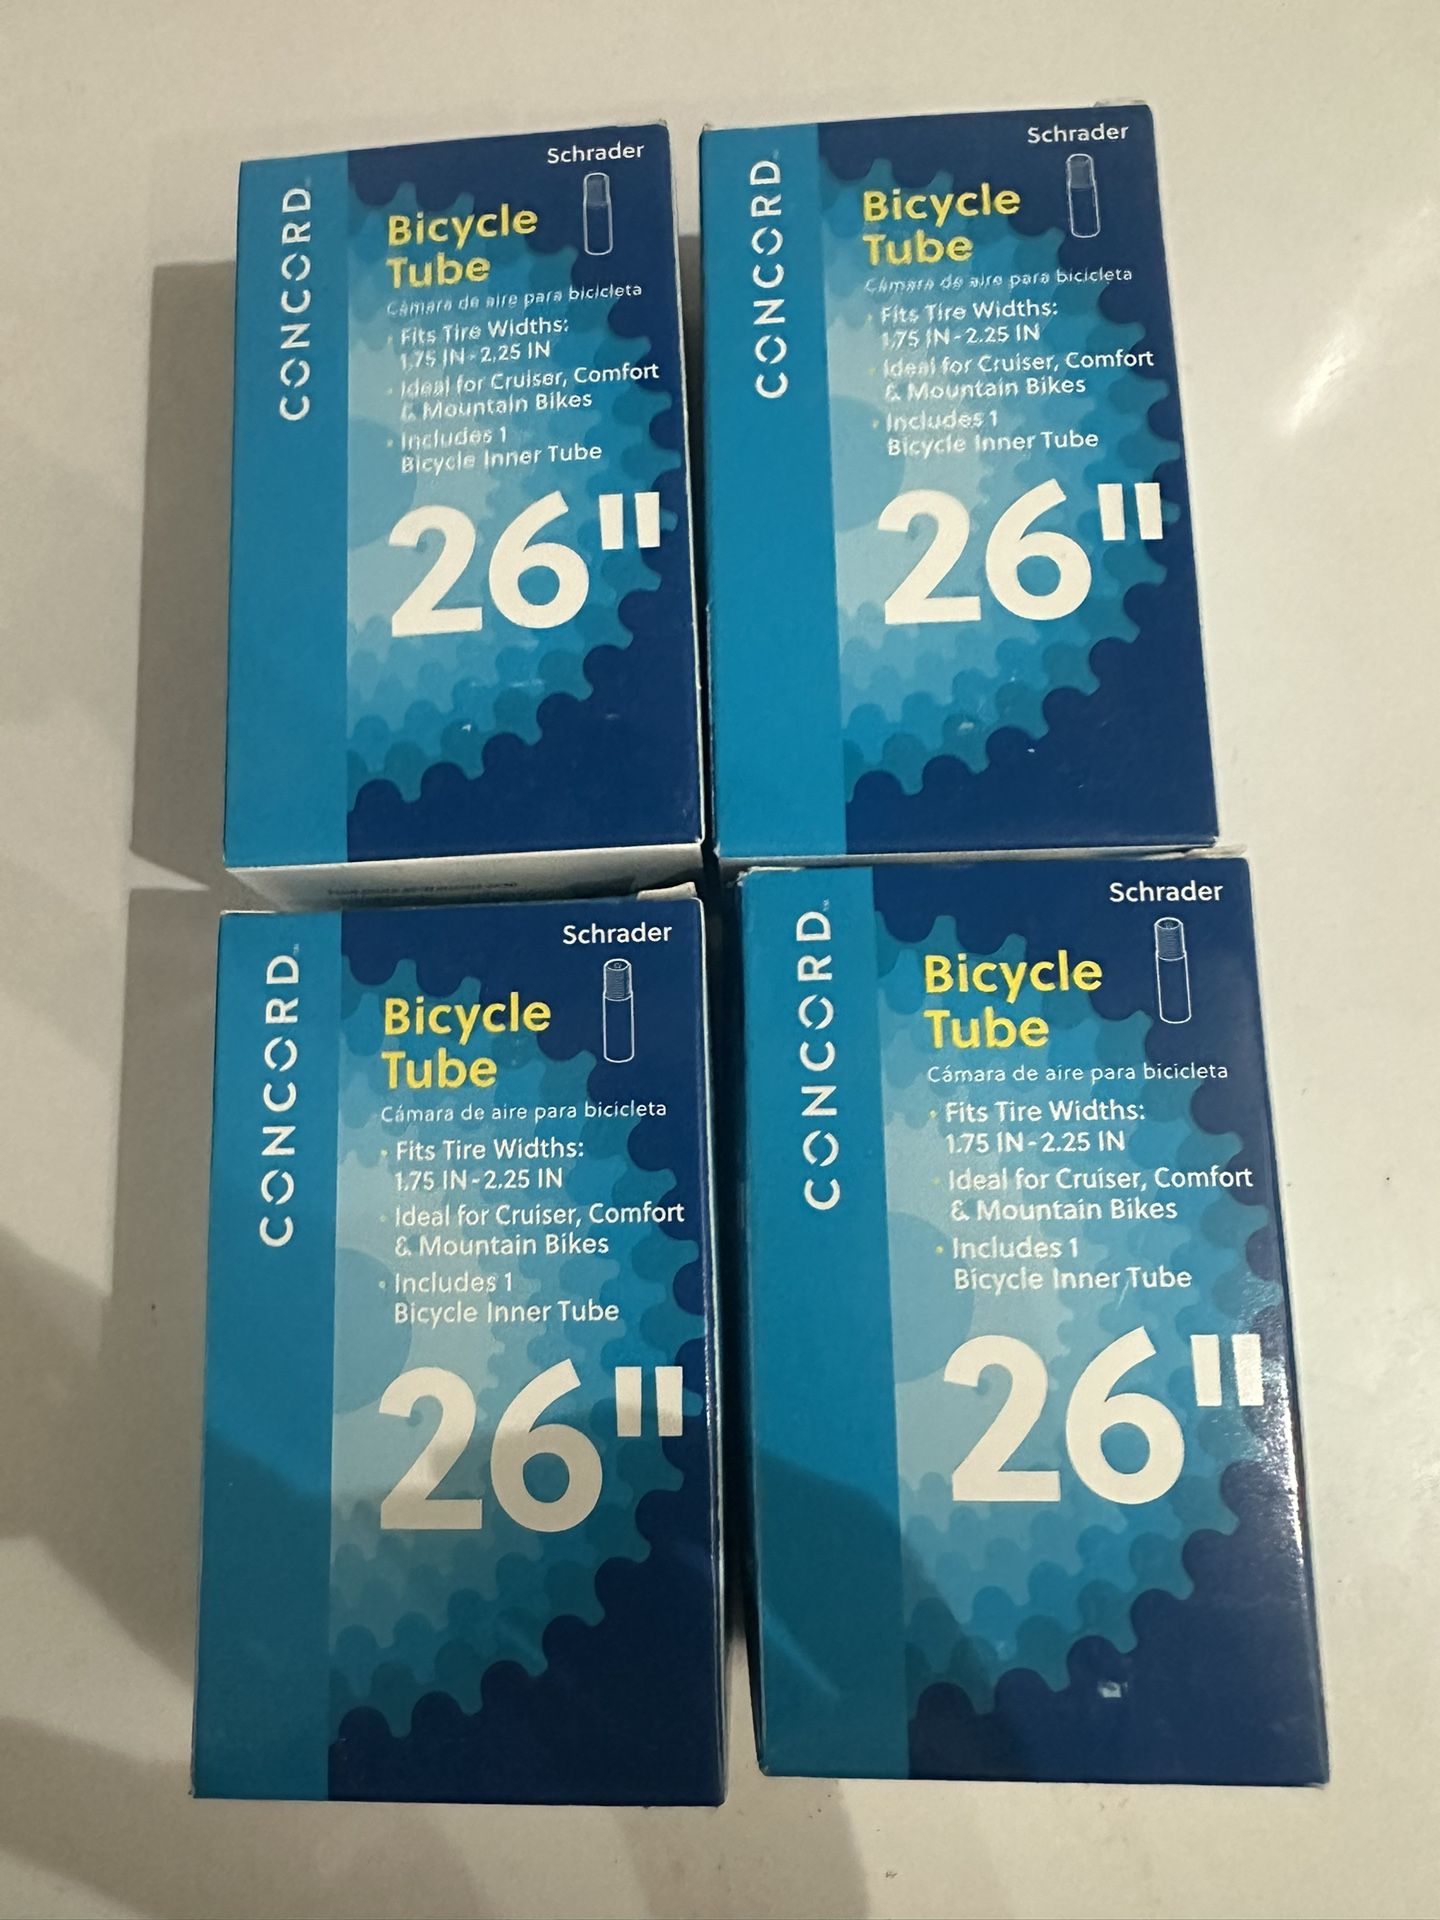 CONCORD
Schrader
Bicycle
Tube
Cámara de aire para bicicleta
• Fits Tire Widths:
1.75 IN - 2.25 IN
• Ideal for Cruiser, Comfort
& Mountain Bikes
• Includes 1
Bicycle Inner Tube
26"
CONCORD™
Schrader
Bicycle
Tube
Cámara de aire para bicicleta
• Fits Tire Widths:
1.75 IN - 2.25 IN
• Ideal for Cruiser, Comfort
& Mountain Bikes
• Includes 1
Bicycle Inner Tube
26"
CONCORD™
Schrader
Bicycle
Tube
Cámara de aire para bicicleta
• Fits Tire Widths:
1.75 IN - 2.25 IN
• Ideal for Cruiser, Comfort
& Mountain Bikes
• Includes 1
Bicycle Inner Tube
26"
CONCORD™
Schrader
Bicycle
Tube
Cámara de aire para bicicleta
• Fits Tire Widths:
1.75 IN - 2.25 IN
• Ideal for Cruiser, Comfort
& Mountain Bikes
• Includes 1
Bicycle Inner Tube
26"